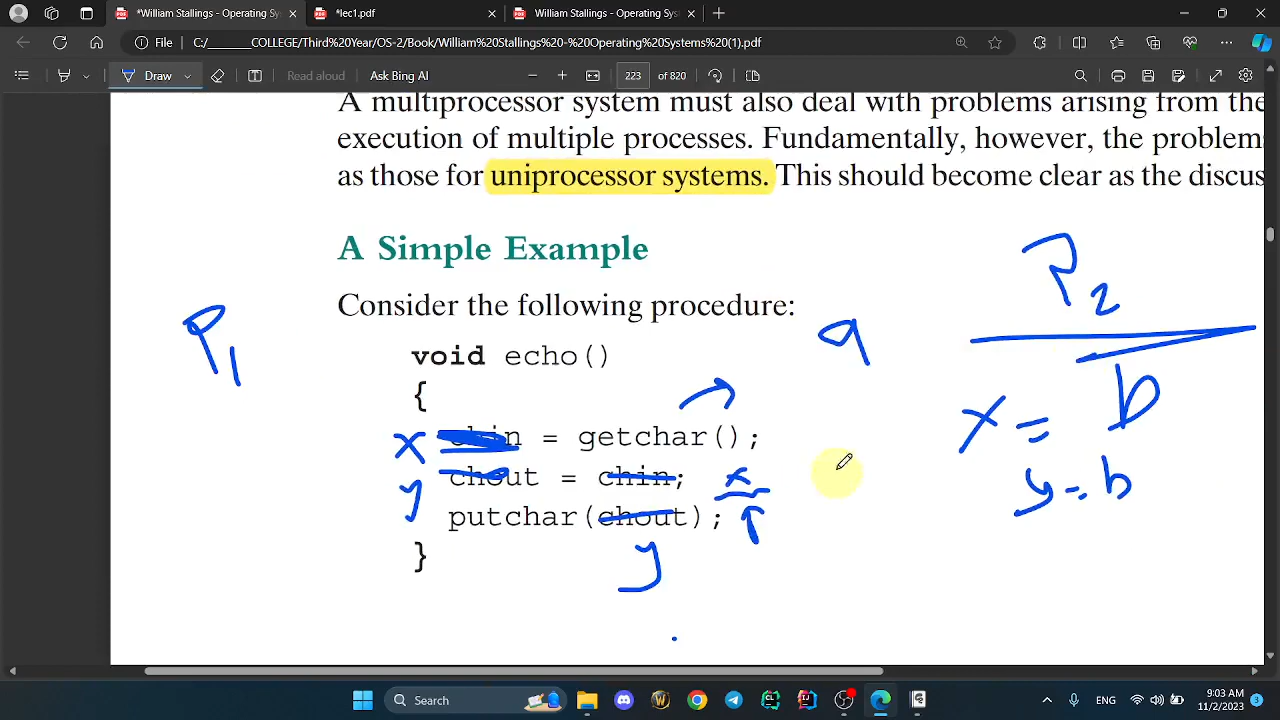 *William Stallings - Operating Sy
*lec1.pdf
William Stallings - Operating Syst
File
C:/______COLLEGE/Third%20Year/OS-2/Book/William%20Stallings%20-%20Operating%20Systems%20(1).pdf
Draw
Read aloud
Ask Bing AI
223
of 820
A multiprocessor system must also deal with problems arising from the
execution of multiple processes. Fundamentally, however, the problems
as those for uniprocessor systems. This should become clear as the discus
A Simple Example
P2
Consider the following procedure:
P1
a
void echo()
{
b
x chin = getchar();
x =
y chout = chin; x
y = b
putchar(chout);
}
y
Search
ENG
9:03 AM
11/2/2023
3